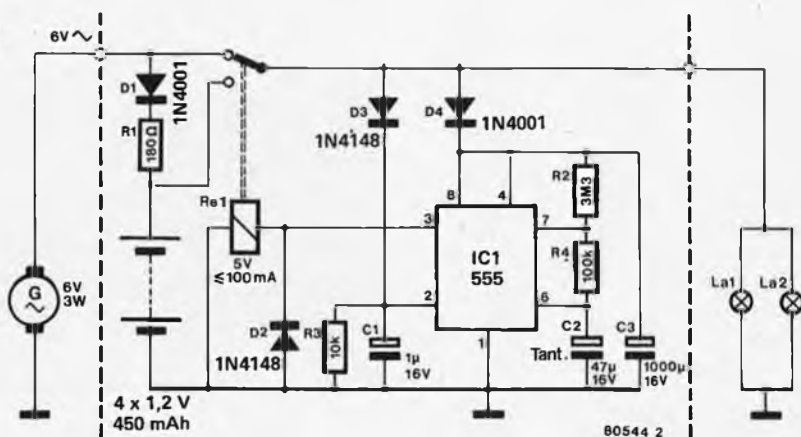 6V ∼
D1
1N4001
R1
180Ω
D3
1N4148
D4
1N4001
Re1
5V
≤100mA
8
4
R2
3M3
3
7
IC1
555
R4
100k
2
6
1
G
∼
6V
3W
La1
La2
D2
1N4148
R3
10k
C1
1µ
16V
C2
Tant.
47µ
16V
C3
1000µ
16V
4 x 1,2 V
450 mAh
80544 2